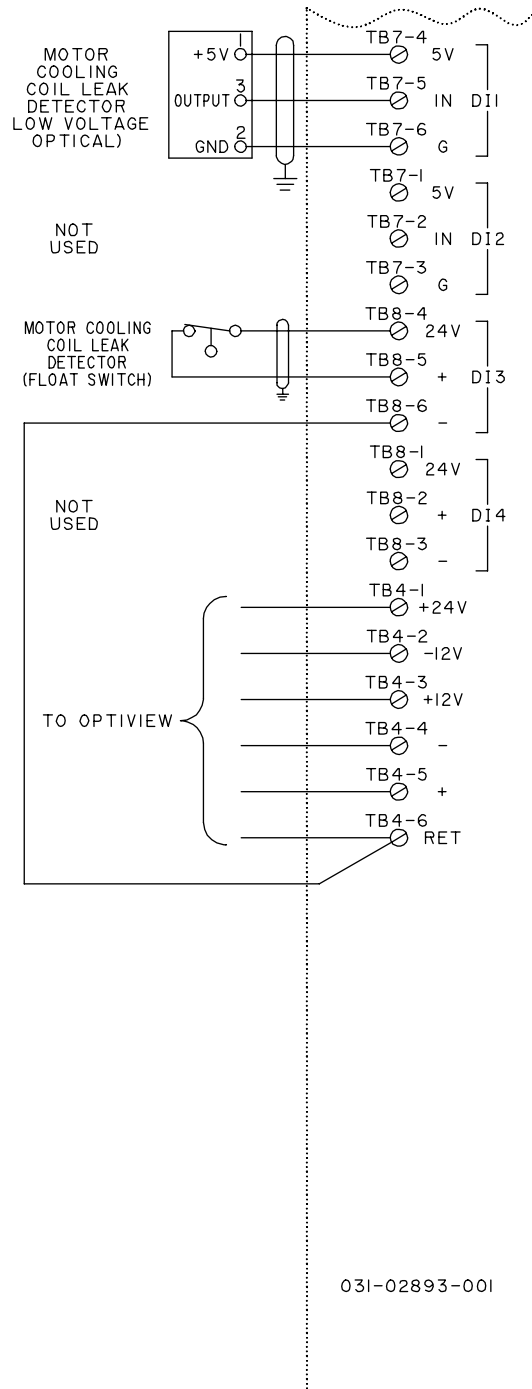 MOTOR
COOLING
COIL LEAK
DETECTOR
LOW VOLTAGE
OPTICAL)
+5V 1
OUTPUT 3
GND 2
TB7-4
5V
TB7-5
IN DI1
TB7-6
G
NOT
USED
TB7-1
5V
TB7-2
IN DI2
TB7-3
G
MOTOR COOLING
COIL LEAK
DETECTOR
(FLOAT SWITCH)
TB8-4
24V
TB8-5
+ DI3
TB8-6
-
NOT
USED
TB8-1
24V
TB8-2
+ DI4
TB8-3
-
TO OPTIVIEW
TB4-1
+24V
TB4-2
-12V
TB4-3
+12V
TB4-4
-
TB4-5
+
TB4-6
RET
031-02893-001